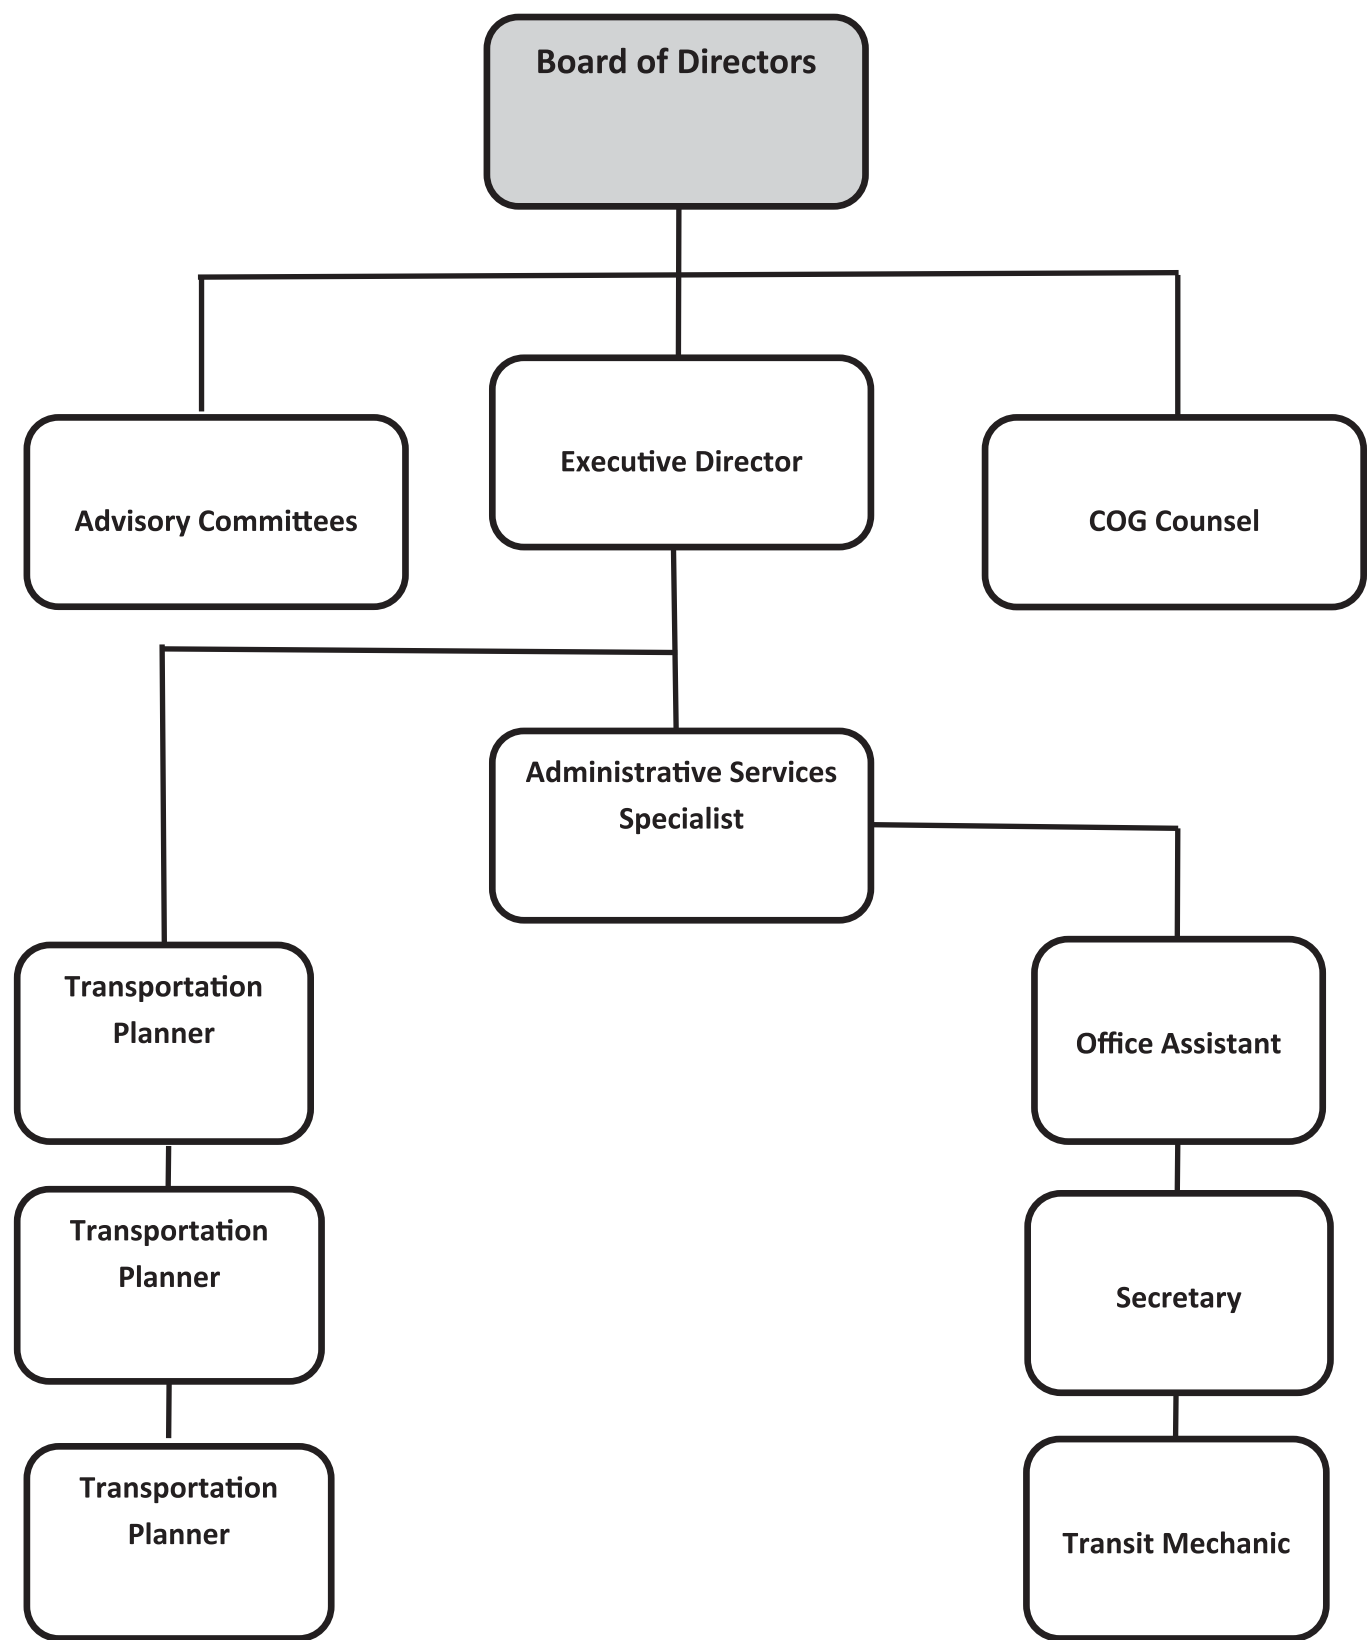 Board of Directors
Advisory Committees
Executive Director
COG Counsel
Administrative Services
Specialist
Transportation
Planner
Office Assistant
Transportation
Planner
Secretary
Transportation
Planner
Transit Mechanic